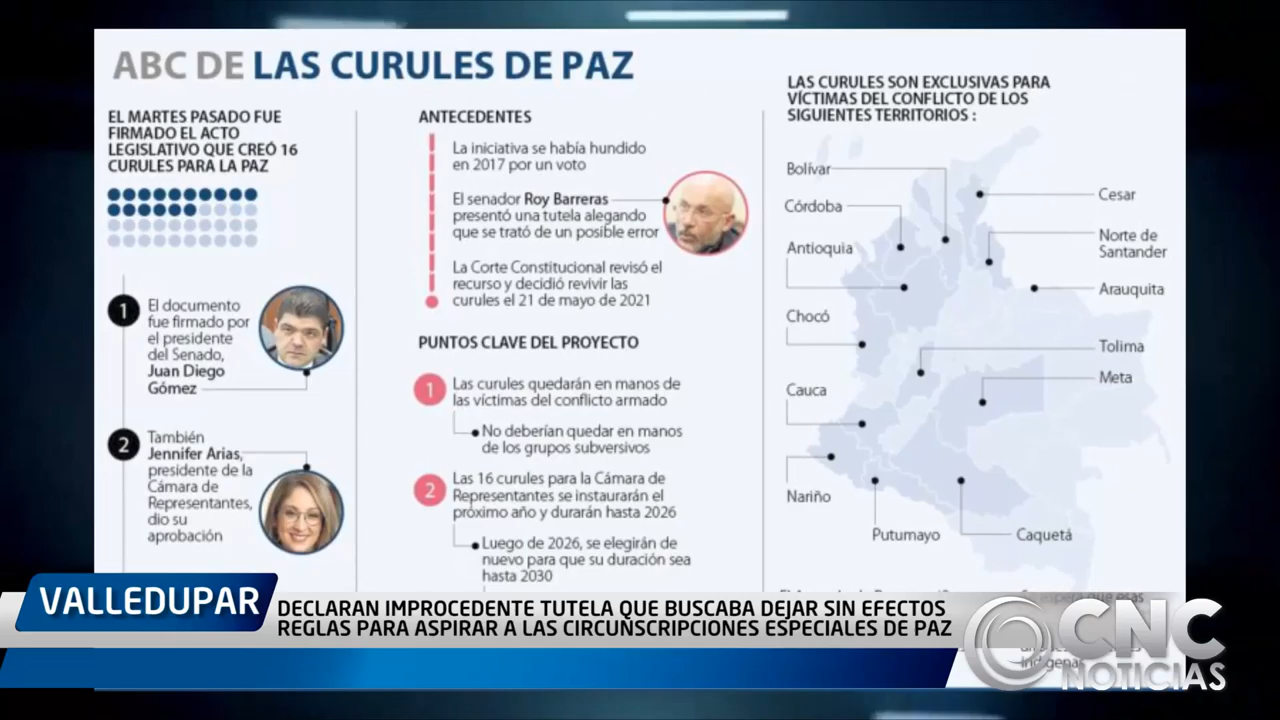 ABC DE LAS CURULES DE PAZ
EL MARTES PASADO FUE
FIRMADO EL ACTO
LEGISLATIVO QUE CREÓ 16
CURULES PARA LA PAZ
1
El documento
fue firmado por
el presidente
del Senado,
Juan Diego
Gómez
2
También
Jennifer Arias,
presidente de la
Cámara de
Representantes,
dio su
aprobación
ANTECEDENTES
La iniciativa se había hundido
en 2017 por un voto
El senador Roy Barreras
presentó una tutela alegando
que se trató de un posible error
La Corte Constitucional revisó el
recurso y decidió revivir las
curules el 21 de mayo de 2021
PUNTOS CLAVE DEL PROYECTO
1
Las curules quedarán en manos de
las víctimas del conflicto armado
No deberían quedar en manos
de los grupos subversivos
2
Las 16 curules para la Cámara de
Representantes se instaurarán el
próximo año y durarán hasta 2026
Luego de 2026, se elegirán de
nuevo para que su duración sea
hasta 2030
LAS CURULES SON EXCLUSIVAS PARA
VÍCTIMAS DEL CONFLICTO DE LOS
SIGUIENTES TERRITORIOS :
Bolívar
Córdoba
Antioquia
Chocó
Cauca
Nariño
Putumayo
Caquetá
Cesar
Norte de
Santander
Arauquita
Tolima
Meta
VALLEDUPAR
DECLARAN IMPROCEDENTE TUTELA QUE BUSCABA DEJAR SIN EFECTOS
REGLAS PARA ASPIRAR A LAS CIRCUNSCRIPCIONES ESPECIALES DE PAZ
CNC
NOTICIAS